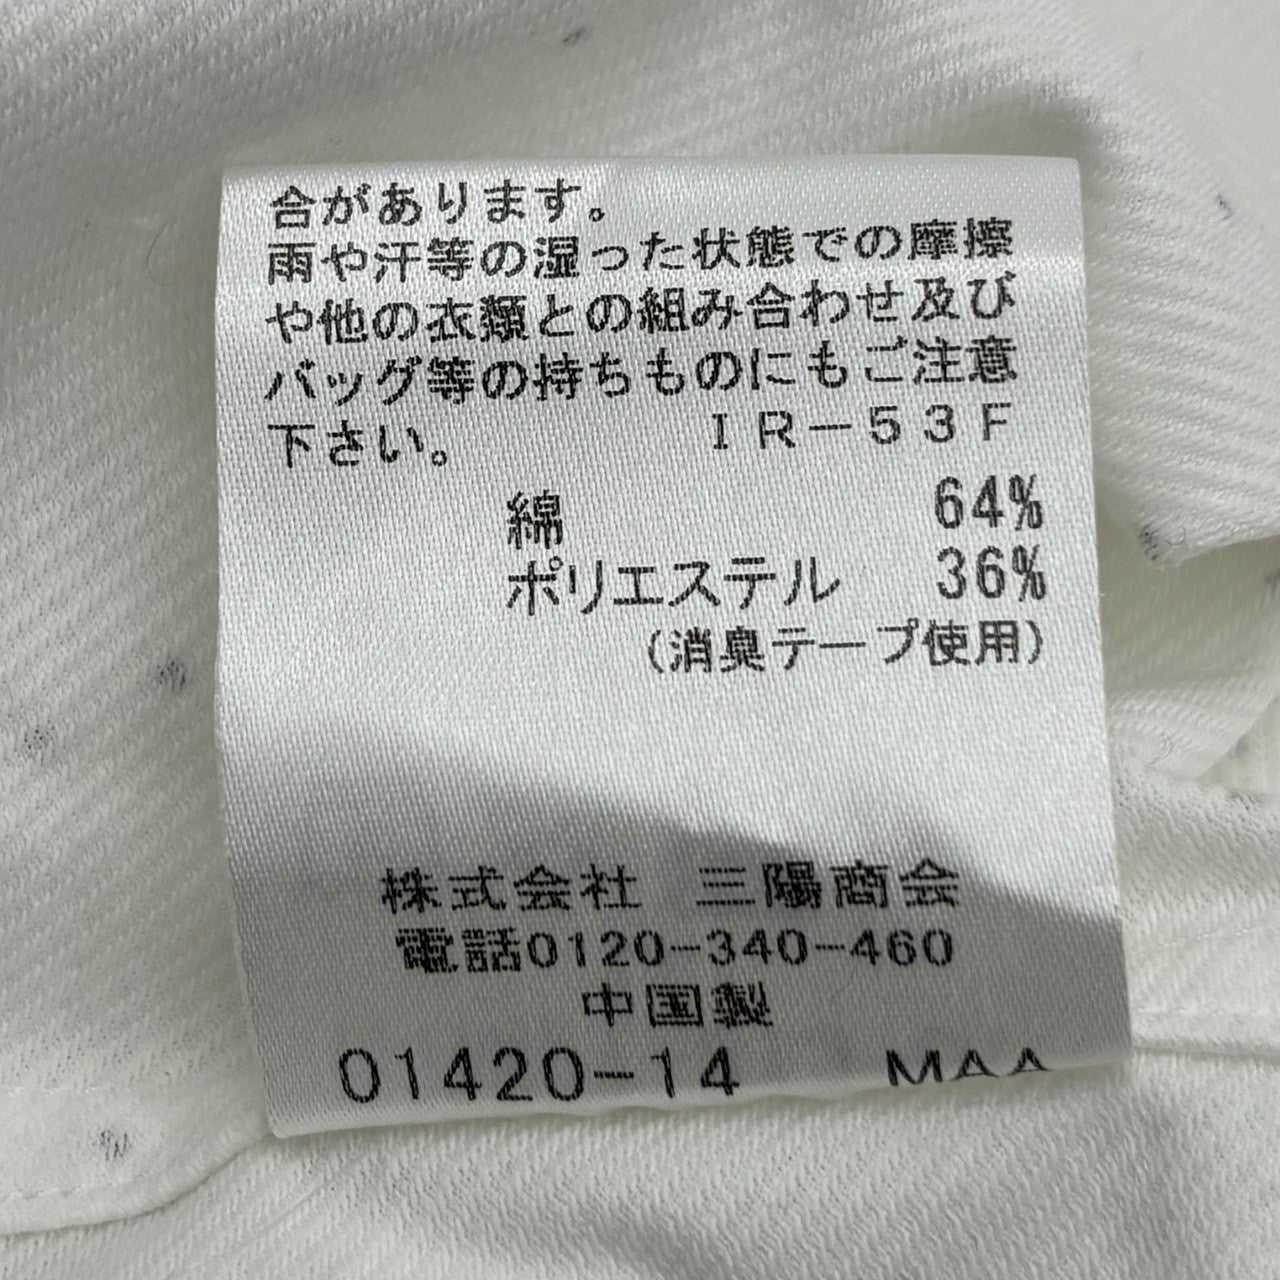 合があります。
雨や汗等の湿った状態での摩擦
や他の衣類との組み合わせ及び
バッグ等の持ちものにもご注意
下さい。 IR-53F
綿 64%
ポリエステル 36%
(消臭テープ使用)
株式会社 三陽商会
電話0120-340-460
中国製
01420-14 MAA